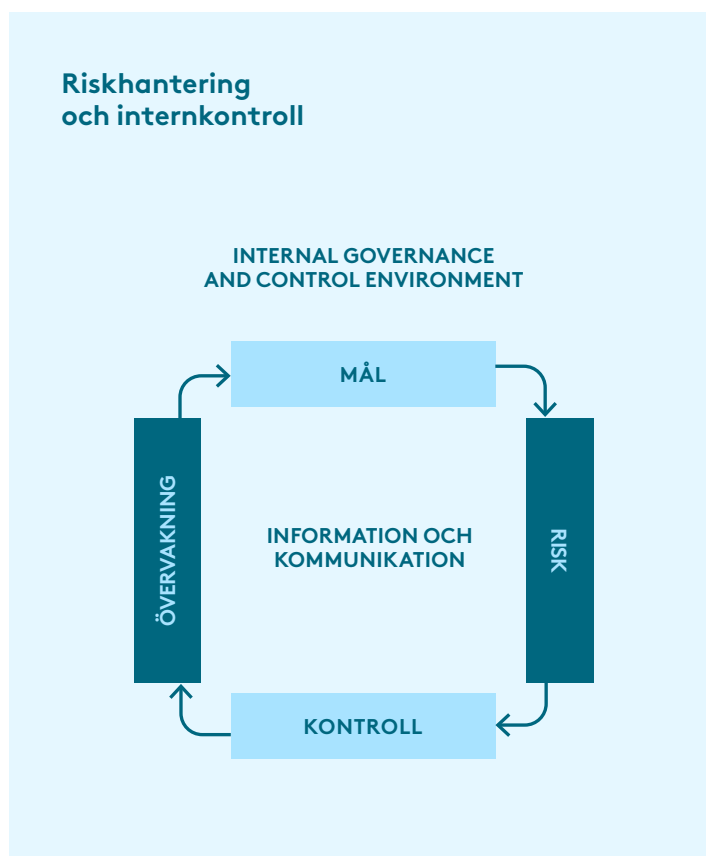 Riskhantering
och internkontroll
INTERNAL GOVERNANCE
AND CONTROL ENVIRONMENT
MÅL
RISK
INFORMATION OCH
KOMMUNIKATION
ÖVERVAKNING
KONTROLL